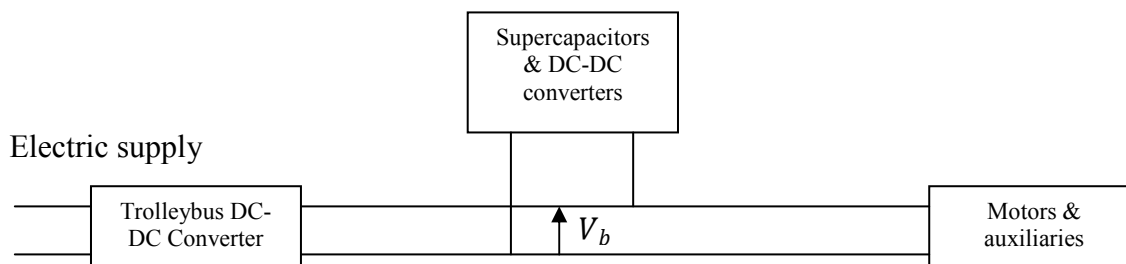 Supercapacitors
& DC-DC
converters
Electric supply
Trolleybus DC-
DC Converter
V_b
Motors &
auxiliaries